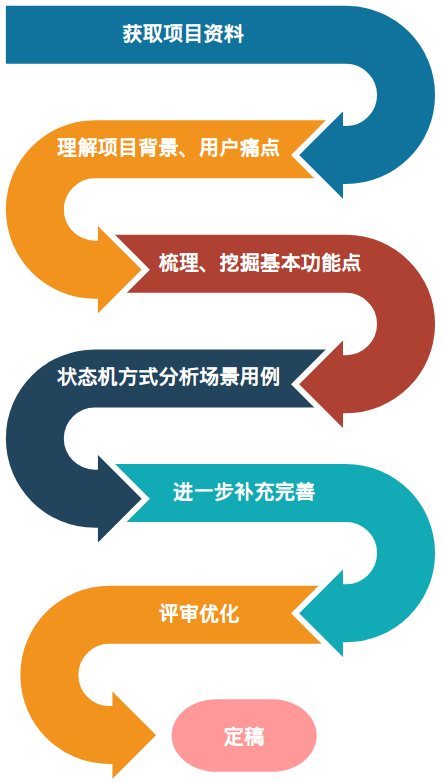 获取项目资料
理解项目背景、用户痛点
梳理、挖掘基本功能点
状态机方式分析场景用例
进一步补充完善
评审优化
定稿